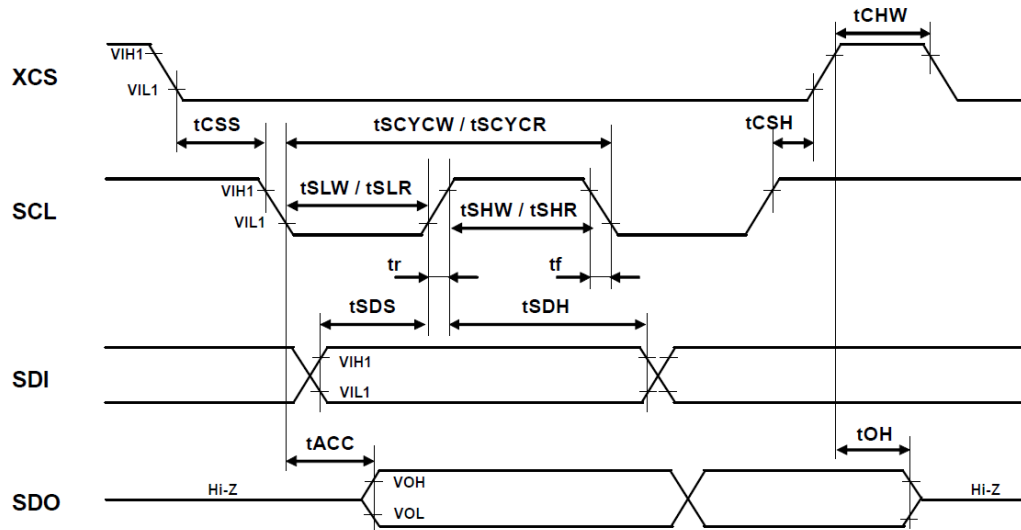 tCHW
XCS
VIH1
VIL1
tCSS
tSCYCW / tSCYCR
tCSH
SCL
VIH1
VIL1
tSLW / tSLR
tSHW / tSHR
tr
tf
tSDS
tSDH
SDI
VIH1
VIL1
tACC
tOH
SDO
Hi-Z
VOH
VOL
Hi-Z